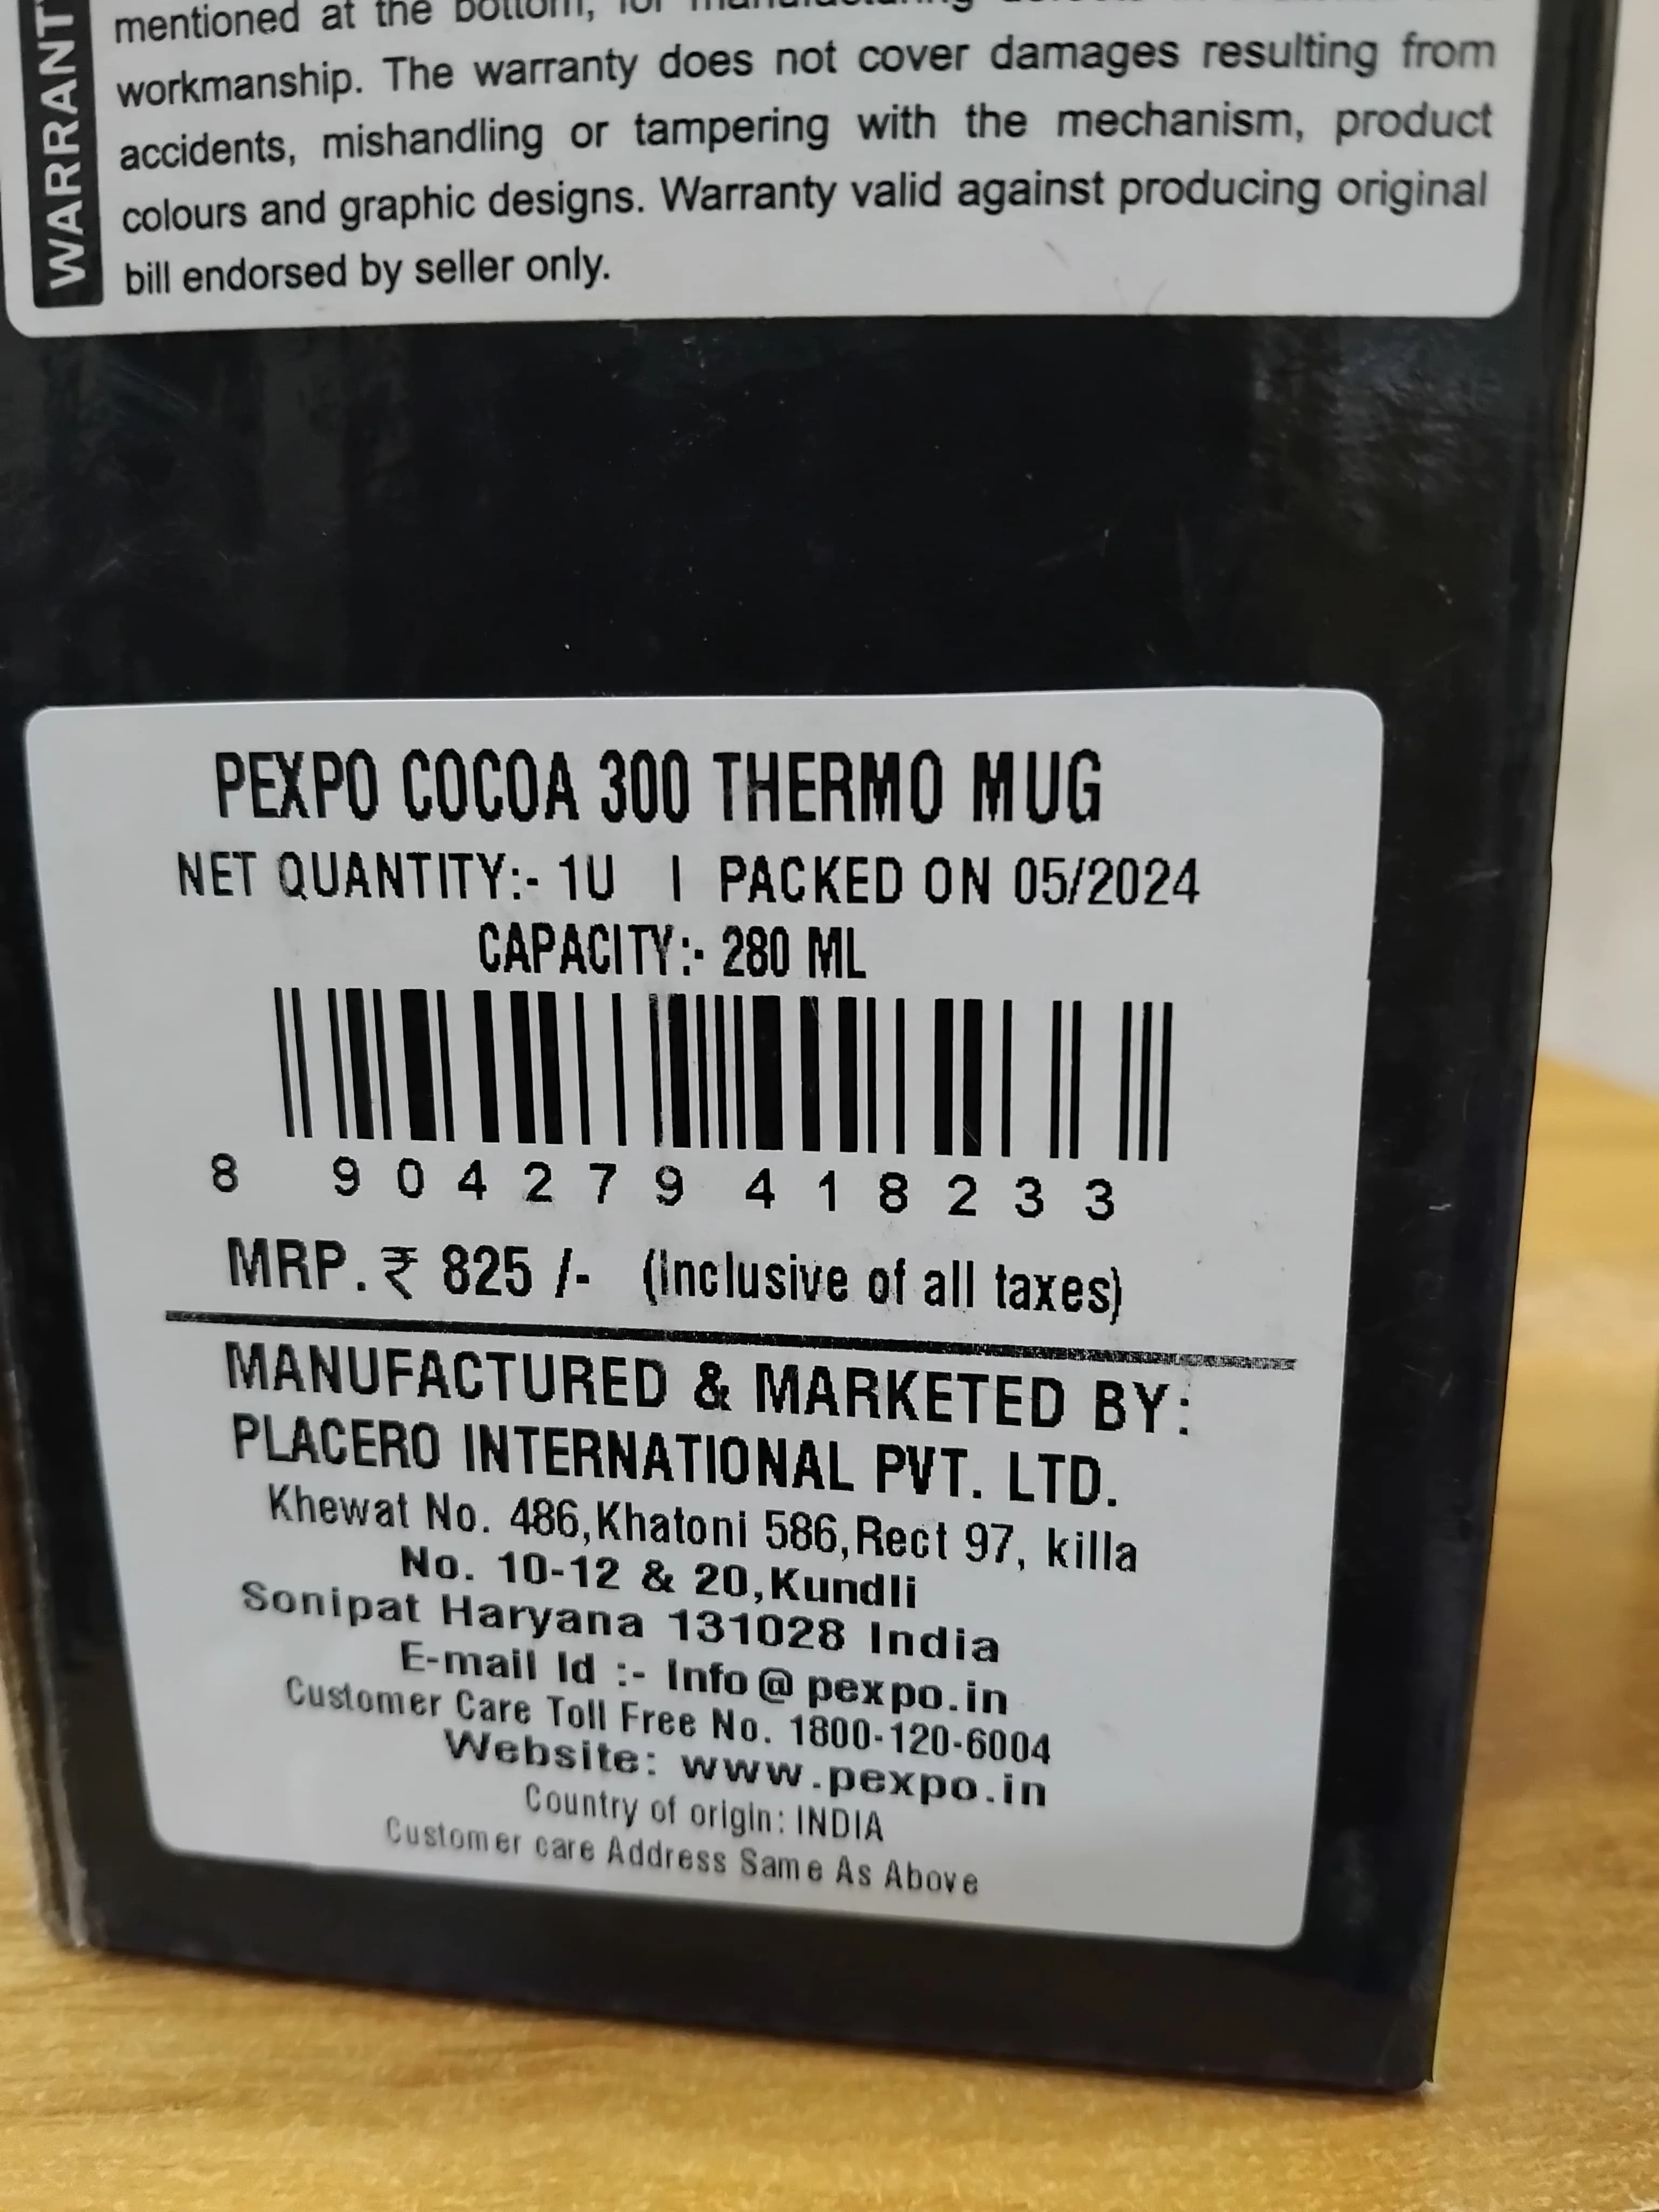 WARRANT
mentioned at the bottom, for manufacturing
workmanship. The warranty does not cover damages resulting from
accidents, mishandling or tampering with the mechanism, product
colours and graphic designs. Warranty valid against producing original
bill endorsed by seller only.
PEXPO COCOA 300 THERMO MUG
NET QUANTITY:- 1U | PACKED ON 05/2024
CAPACITY:- 280 ML
8 904279 418233
MRP. ₹ 825 /- (inclusive of all taxes)
MANUFACTURED & MARKETED BY:
PLACERO INTERNATIONAL PVT. LTD.
Khewat No. 486,Khatoni 586,Rect 97, killa
No. 10-12 & 20,Kundli
Sonipat Haryana 131028 India
E-mail Id :- Info@pexpo.in
Customer Care Toll Free No. 1800-120-6004
Website: www.pexpo.in
Country of origin: INDIA
Customer care Address Same As Above